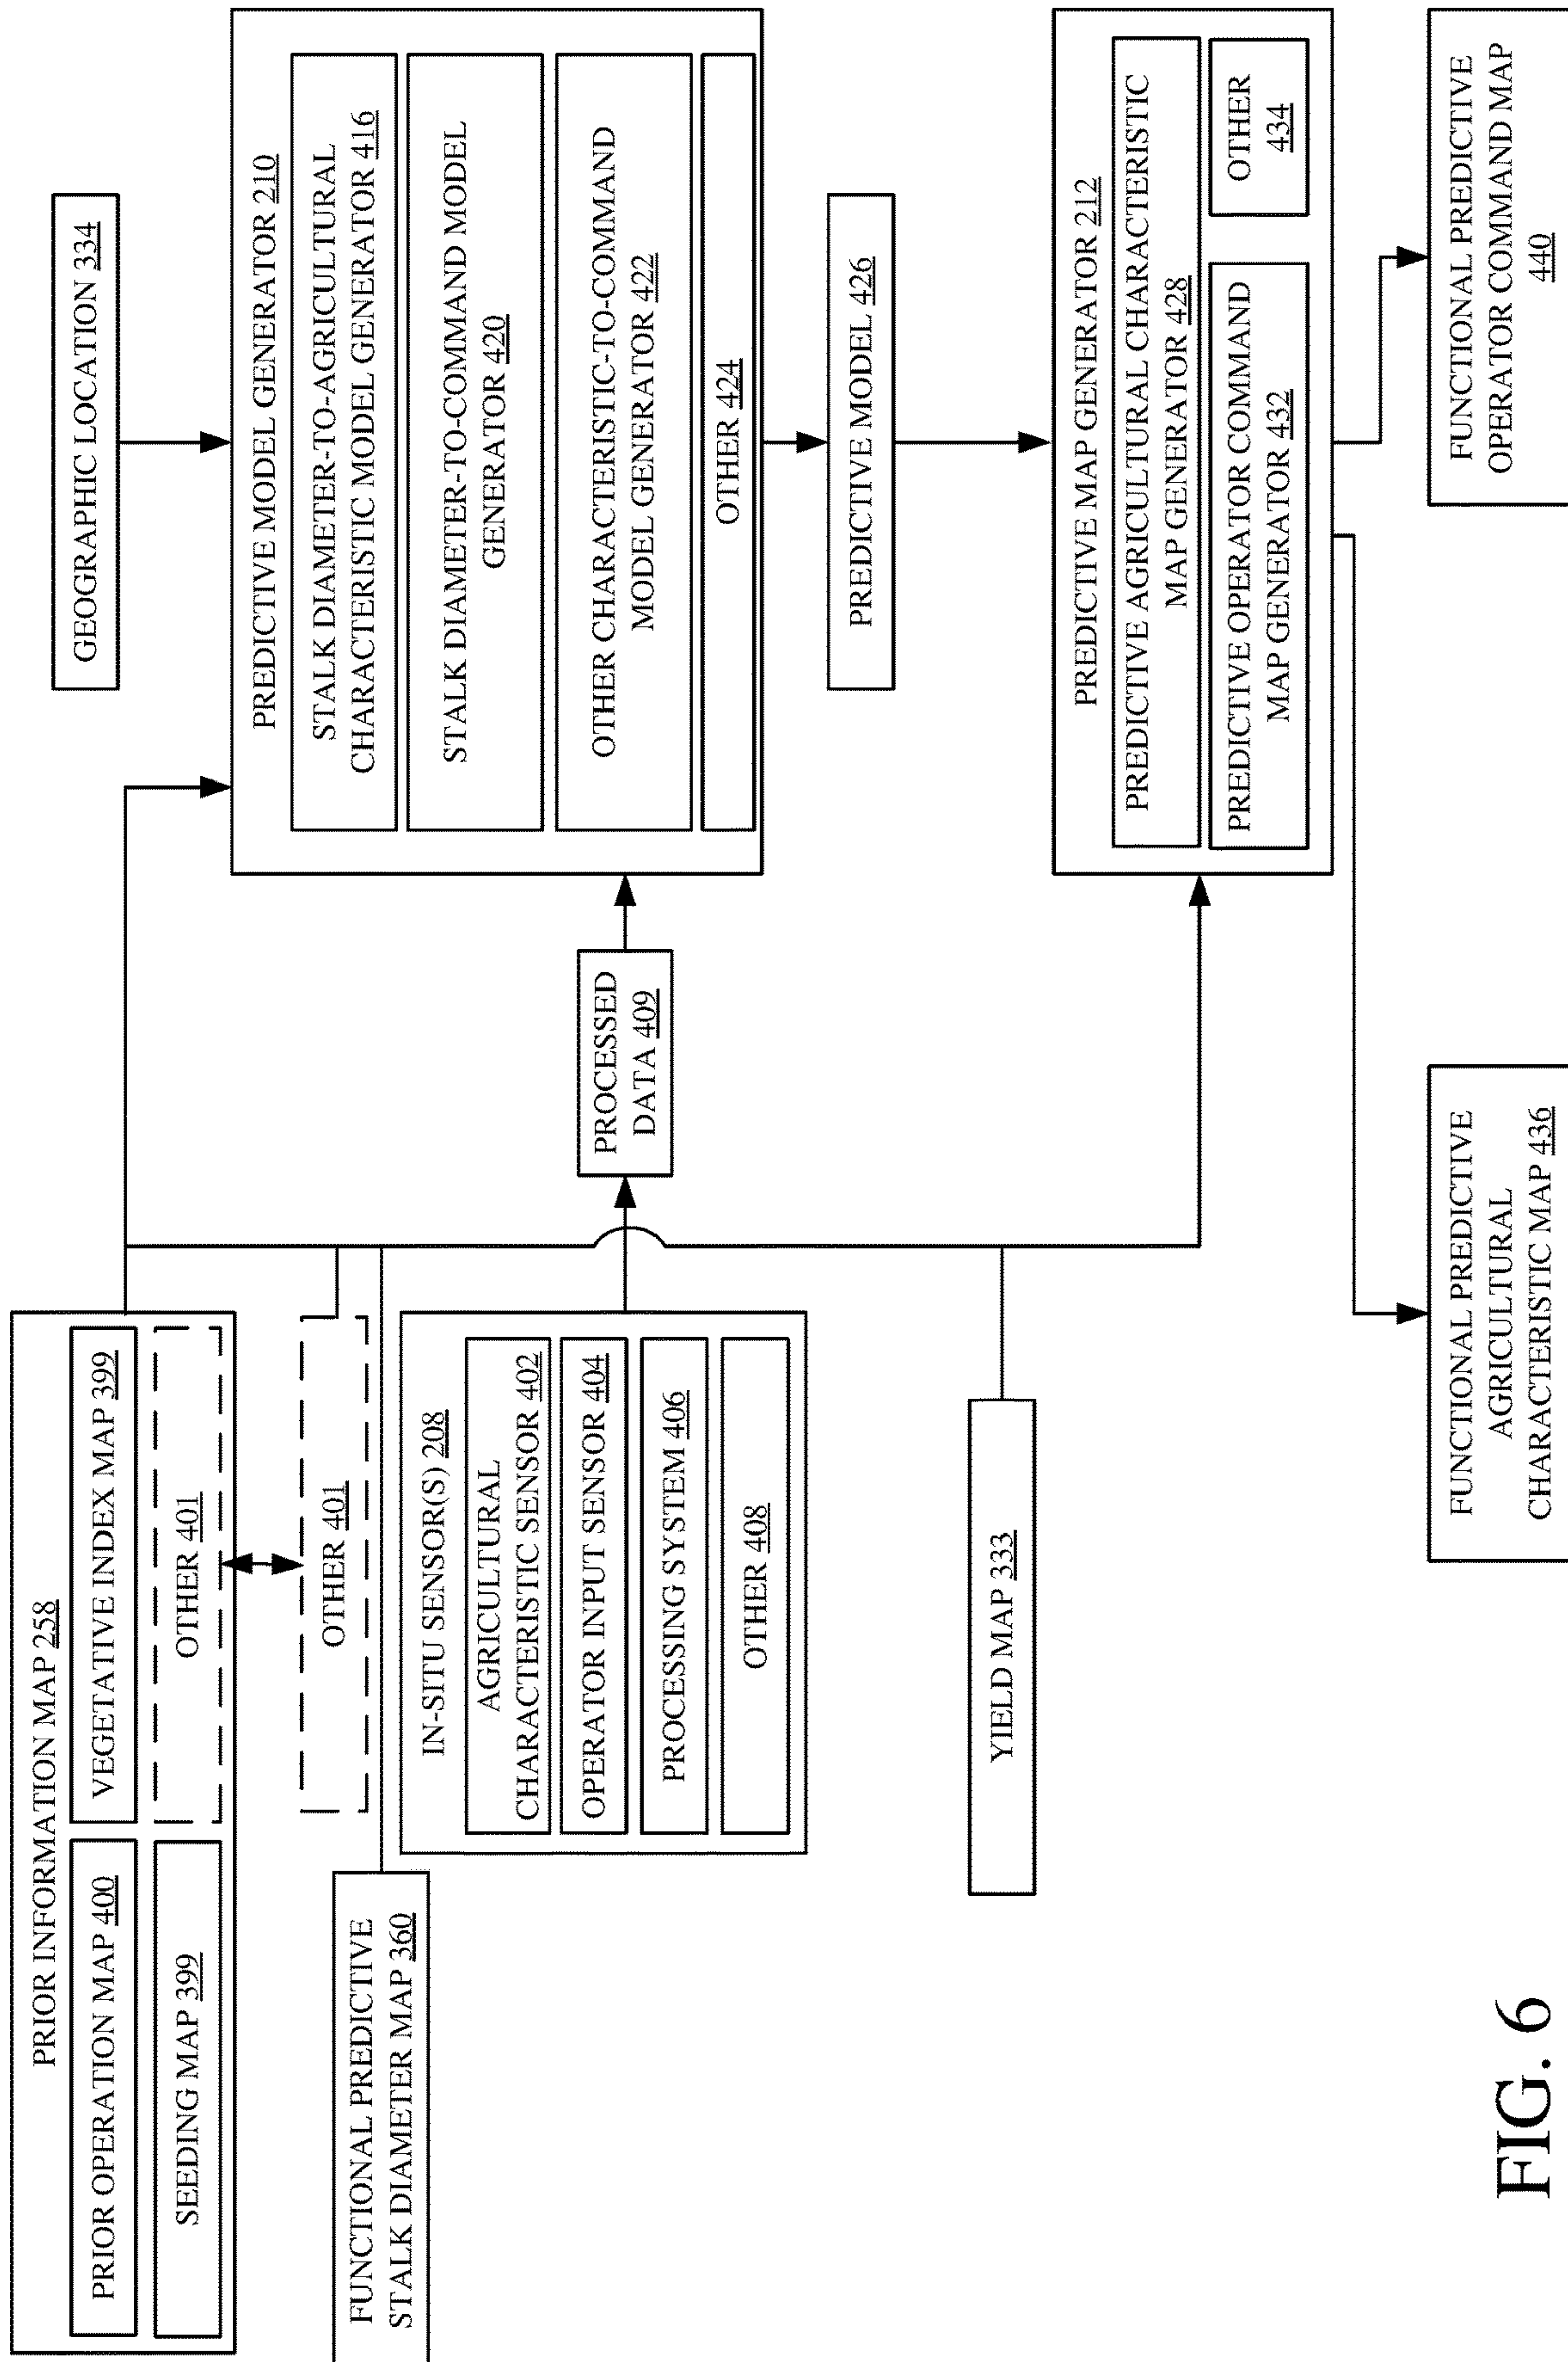 PRIOR INFORMATION MAP 258
PRIOR OPERATION MAP 400
VEGETATIVE INDEX MAP 399
SEEDING MAP 399
OTHER 401
OTHER 401
FUNCTIONAL PREDICTIVE
STALK DIAMETER MAP 360
IN-SITU SENSOR(S) 208
AGRICULTURAL
CHARACTERISTIC SENSOR 402
OPERATOR INPUT SENSOR 404
PROCESSING SYSTEM 406
OTHER 408
YIELD MAP 333
PROCESSED
DATA 409
GEOGRAPHIC LOCATION 334
PREDICTIVE MODEL GENERATOR 210
STALK DIAMETER-TO-AGRICULTURAL
CHARACTERISTIC MODEL GENERATOR 416
STALK DIAMETER-TO-COMMAND MODEL
GENERATOR 420
OTHER CHARACTERISTIC-TO-COMMAND
MODEL GENERATOR 422
OTHER 424
PREDICTIVE MODEL 426
PREDICTIVE MAP GENERATOR 212
PREDICTIVE AGRICULTURAL CHARACTERISTIC
MAP GENERATOR 428
PREDICTIVE OPERATOR COMMAND
MAP GENERATOR 432
OTHER
434
FUNCTIONAL PREDICTIVE
AGRICULTURAL
CHARACTERISTIC MAP 436
FUNCTIONAL PREDICTIVE
OPERATOR COMMAND MAP
440
FIG. 6